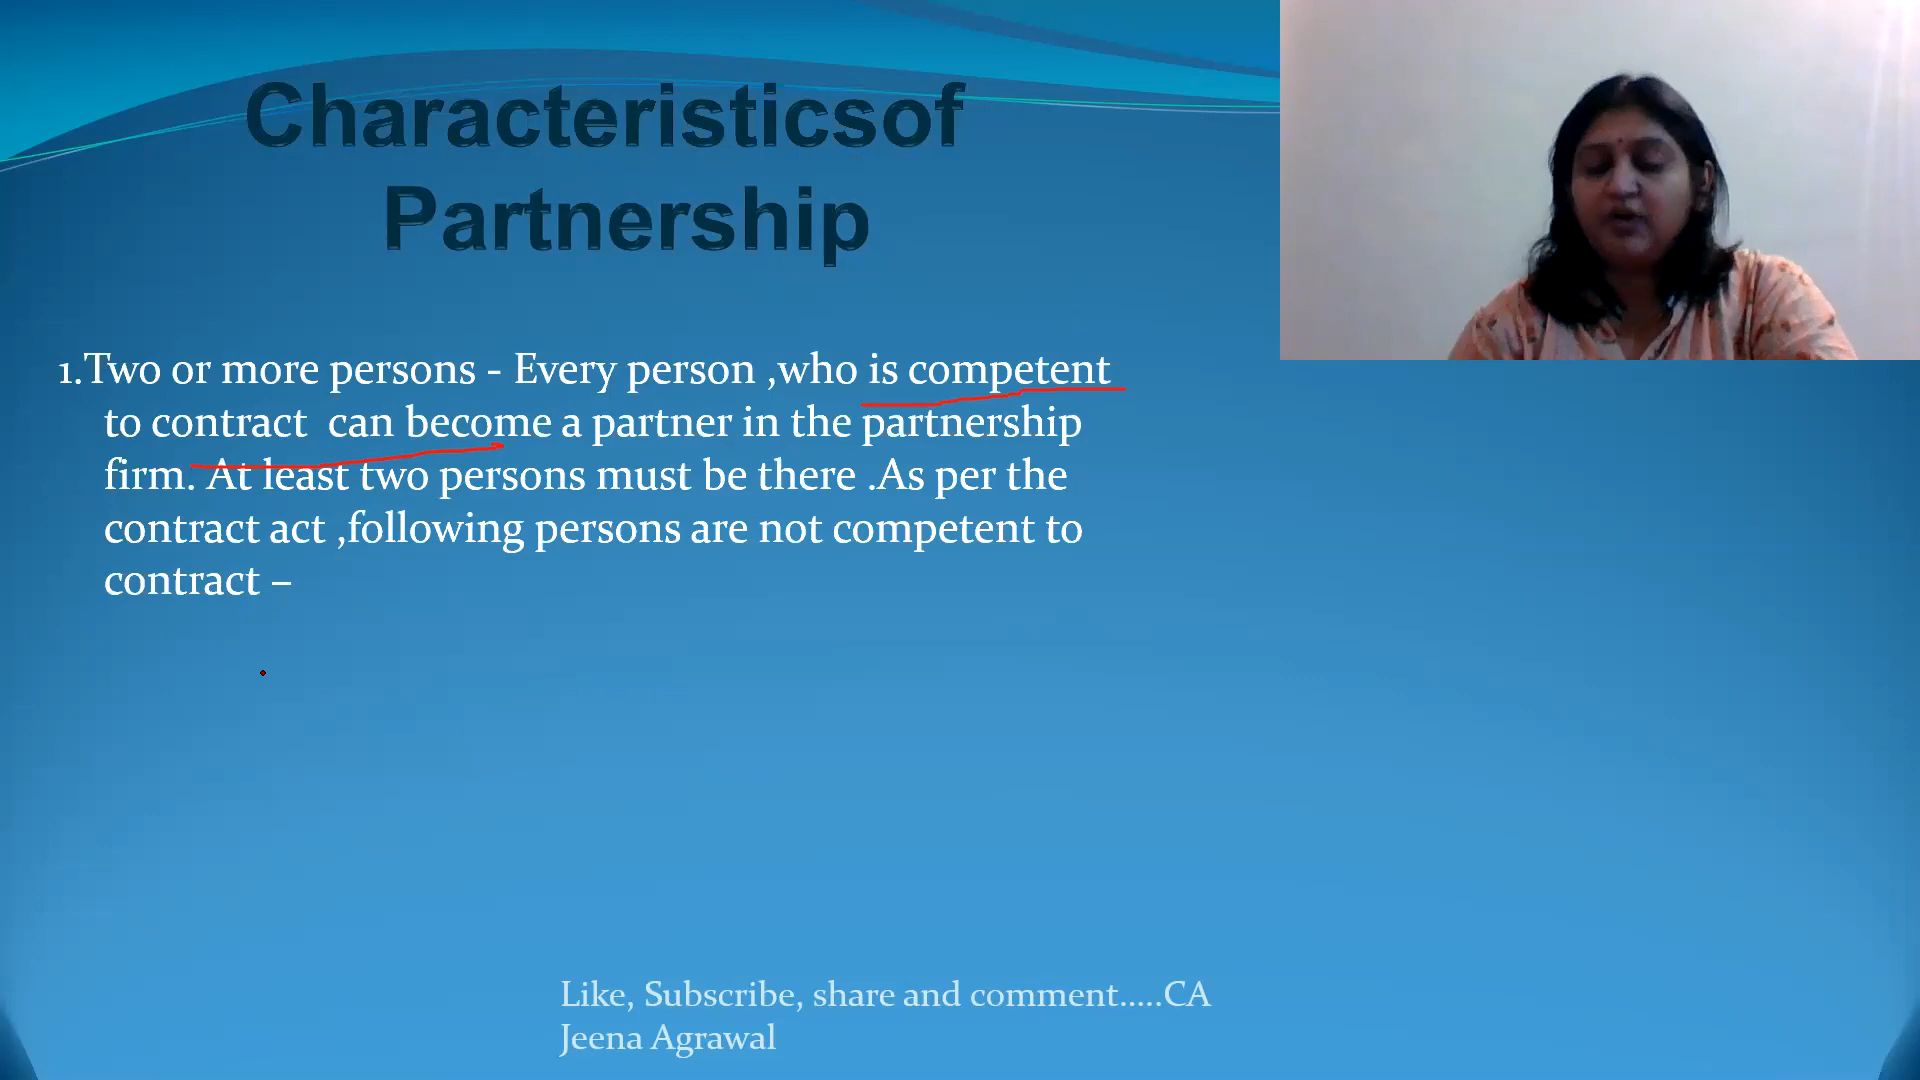 Characteristicsof
Partnership
1.Two or more persons - Every person ,who is competent
to contract  can become a partner in the partnership
firm. At least two persons must be there .As per the
contract act ,following persons are not competent to
contract –
Like, Subscribe, share and comment.....CA
Jeena Agrawal